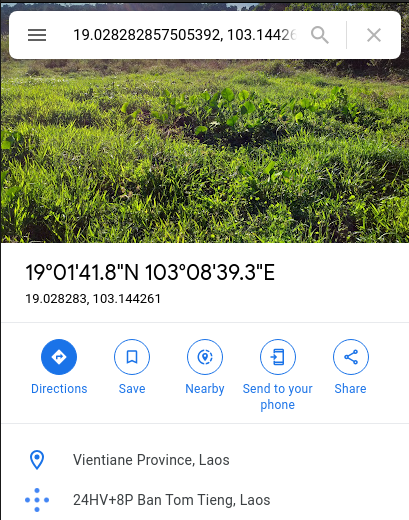 19.028282857505392, 103.14426
19°01'41.8"N 103°08'39.3"E
19.028283, 103.144261
Directions
Save
Nearby
Send to your
phone
Share
Vientiane Province, Laos
24HV+8P Ban Tom Tieng, Laos